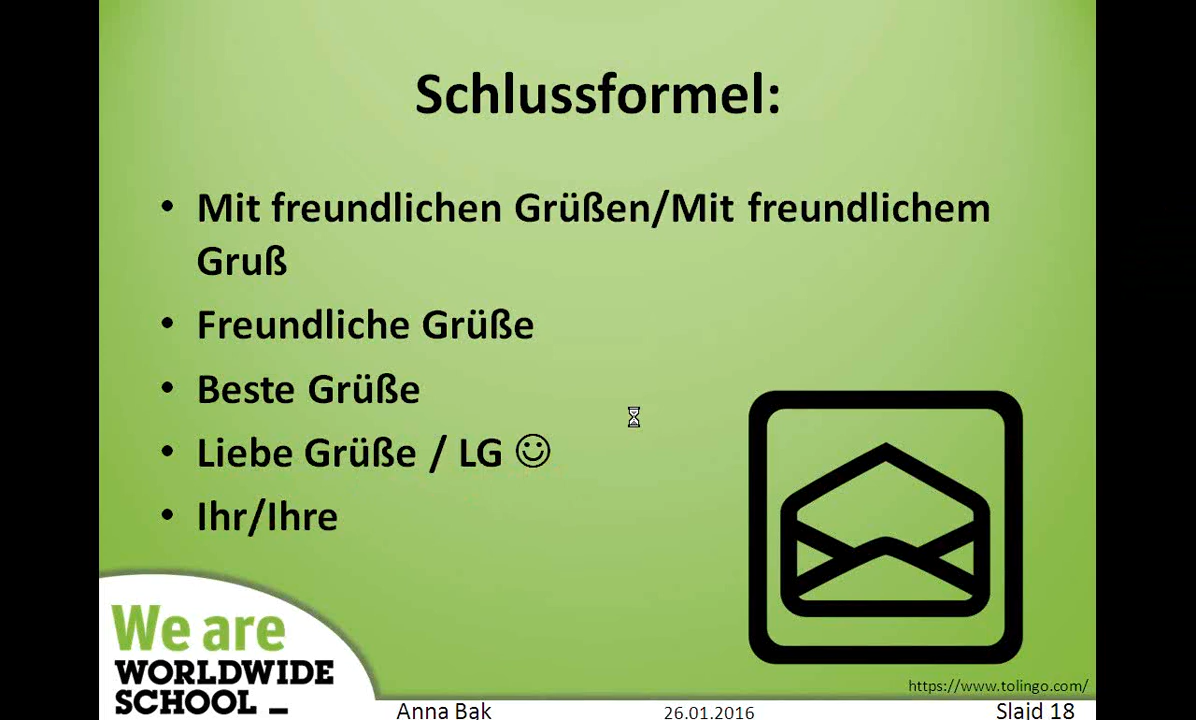 Schlussformel:
• Mit freundlichen Grüßen/Mit freundlichem
Gruß
• Freundliche Grüße
• Beste Grüße
• Liebe Grüße / LG ☺
• Ihr/Ihre
We are
WORLDWIDE
SCHOOL _
https://www.tolingo.com/
Anna Bąk
26.01.2016
Slajd 18